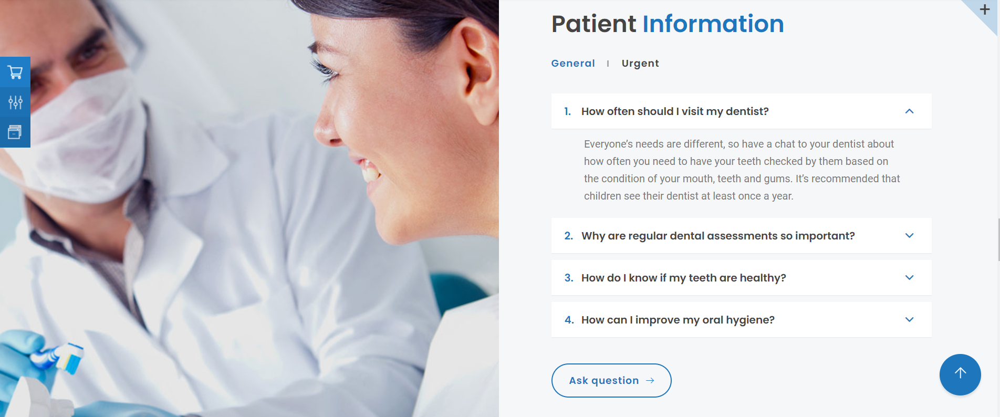 Patient Information
General | Urgent
1. How often should I visit my dentist?
Everyone’s needs are different, so have a chat to your dentist about
how often you need to have your teeth checked by them based on
the condition of your mouth, teeth and gums. It’s recommended that
children see their dentist at least once a year.
2. Why are regular dental assessments so important?
3. How do I know if my teeth are healthy?
4. How can I improve my oral hygiene?
Ask question